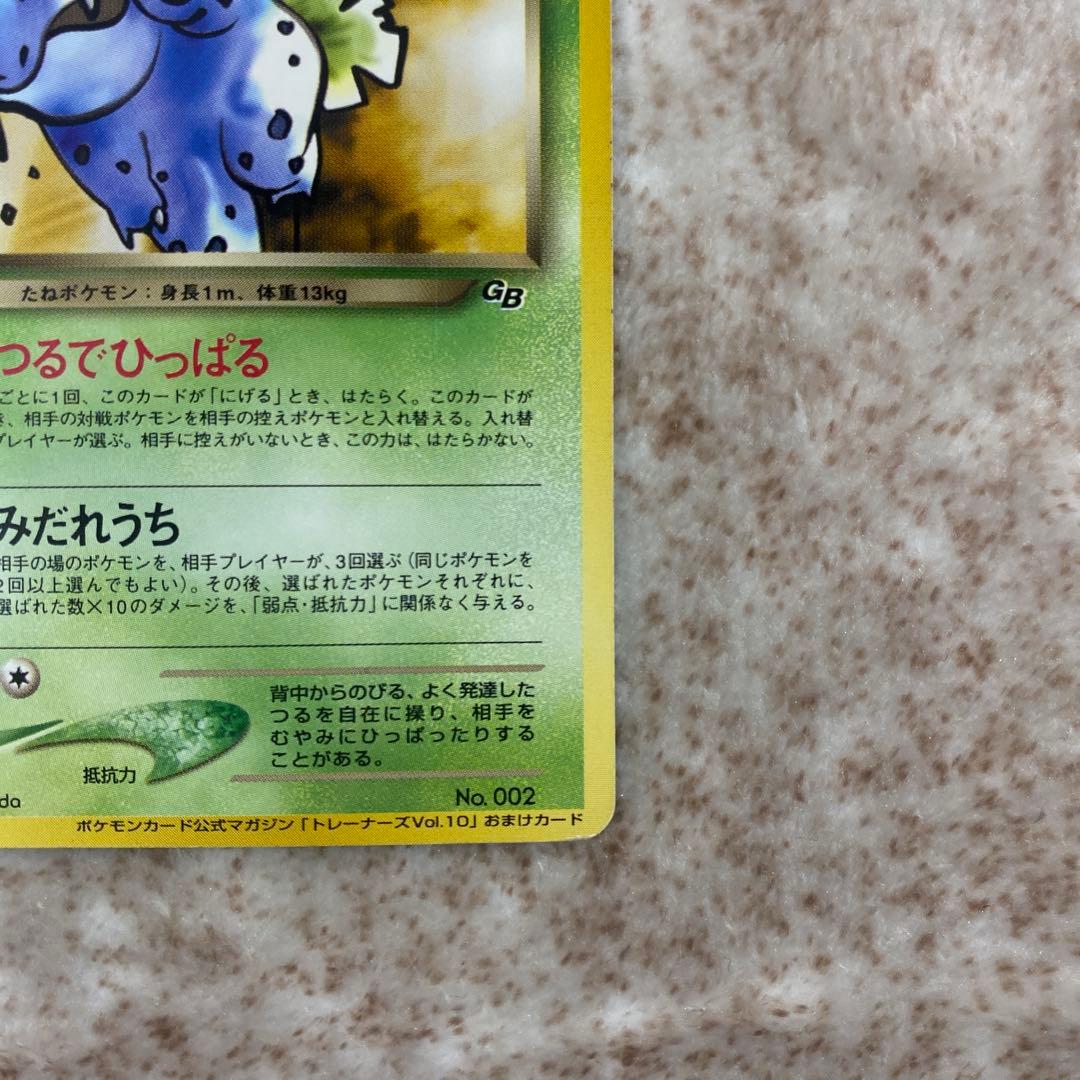 たねポケモン：身長1m、体重13kg
GB
つるでひっぱる
ごとに1回、このカードが「にげる」とき、はたらく。このカードが
き、相手の対戦ポケモンを相手の控えポケモンと入れ替える。入れ替
プレイヤーが選ぶ。相手に控えがいないとき、この力は、はたらかない。
みだれうち
相手の場のポケモンを、相手プレイヤーが、3回選ぶ（同じポケモンを
2回以上選んでもよい）。その後、選ばれたポケモンそれぞれに、
選ばれた数×10のダメージを、「弱点・抵抗力」に関係なく与える。
背中からのびる、よく発達した
つるを自在に操り、相手を
むやみにひっぱったりする
ことがある。
抵抗力
da
No. 002
ポケモンカード公式マガジン「トレーナーズVol.10」おまけカード